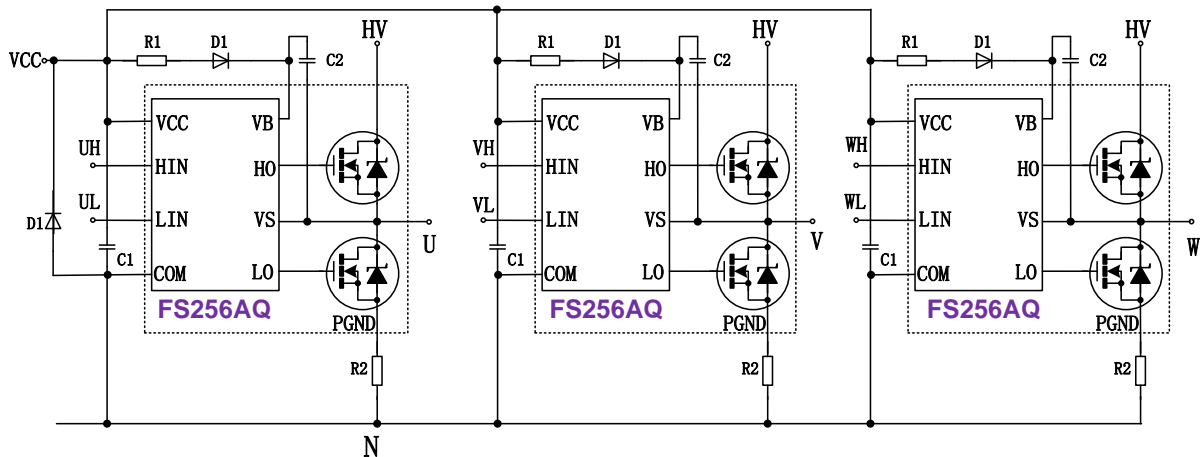 HV
HV
HV
R1
D1
C2
R1
D1
C2
R1
D1
C2
VCC
VCC
VB
VCC
VB
VCC
VB
UH
HIN
HO
VH
HIN
HO
WH
HIN
HO
UL
LIN
VS
U
VL
LIN
VS
V
WL
LIN
VS
W
D1
C1
COM
LO
C1
COM
LO
C1
COM
LO
FS256AQ
PGND
FS256AQ
PGND
FS256AQ
PGND
R2
R2
R2
N